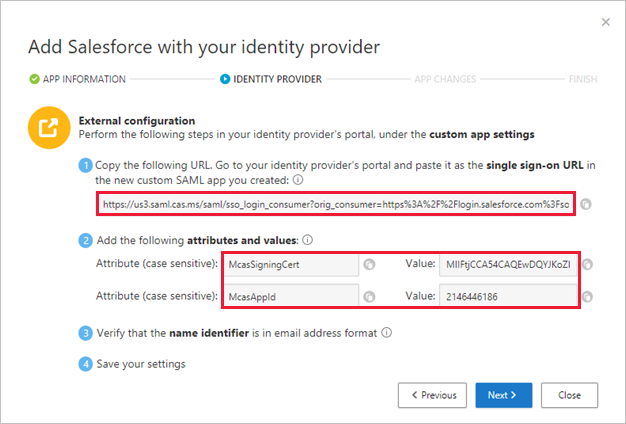 Add Salesforce with your identity provider
APP INFORMATION
IDENTITY PROVIDER
APP CHANGES
FINISH
External configuration
Perform the following steps in your identity provider's portal, under the custom app settings
1 Copy the following URL. Go to your identity provider's portal and paste it as the single sign-on URL in
the new custom SAML app you created:
https://us3.saml.cas.ms/saml/sso_login_consumer?orig_consumer=https%3A%2F%2Flogin.salesforce.com%3Fso
2 Add the following attributes and values:
Attribute (case sensitive): McasSigningCert Value: MIIFtjCCA54CAQEwDQYJKoZI
Attribute (case sensitive): McasAppId Value: 2146446186
3 Verify that the name identifier is in email address format
4 Save your settings
< Previous
Next >
Close